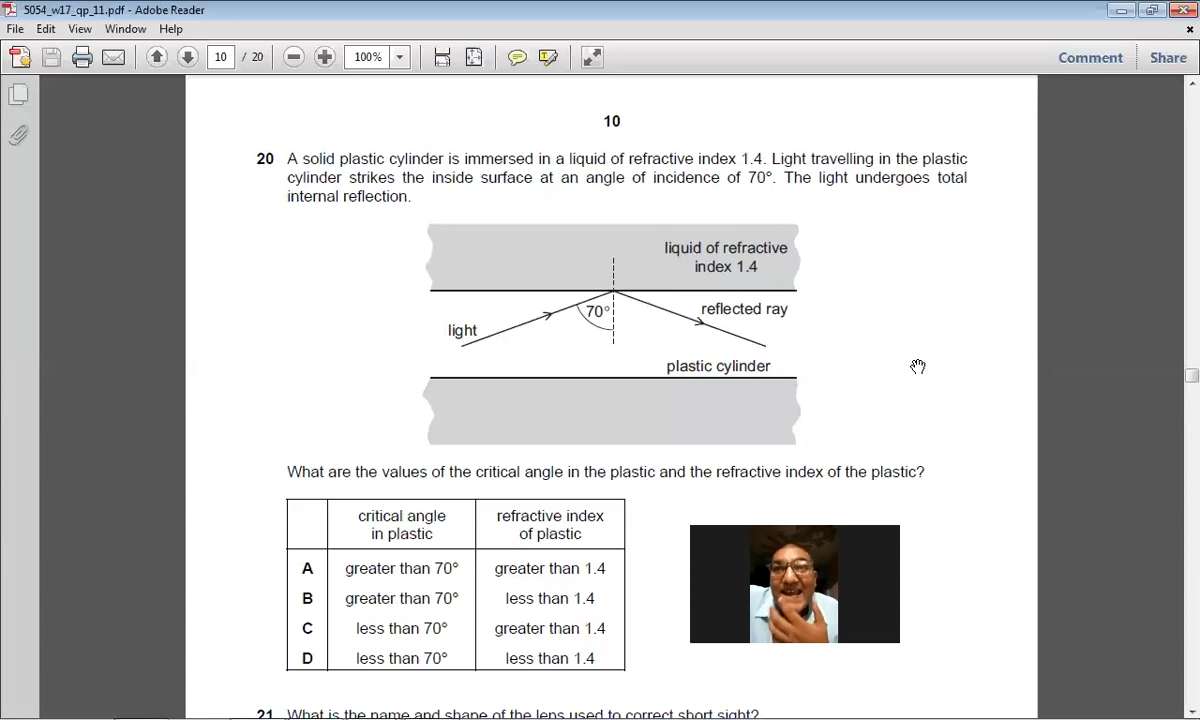 5054_w17_qp_11.pdf - Adobe Reader
File Edit View Window Help
10 / 20 100% Comment Share
10
20 A solid plastic cylinder is immersed in a liquid of refractive index 1.4. Light travelling in the plastic
cylinder strikes the inside surface at an angle of incidence of 70°. The light undergoes total
internal reflection.
liquid of refractive
index 1.4
70°
reflected ray
light
plastic cylinder
What are the values of the critical angle in the plastic and the refractive index of the plastic?
critical angle refractive index
in plastic of plastic
A greater than 70° greater than 1.4
B greater than 70° less than 1.4
C less than 70° greater than 1.4
D less than 70° less than 1.4
21 What is the name and shape of the lens used to correct short sight?